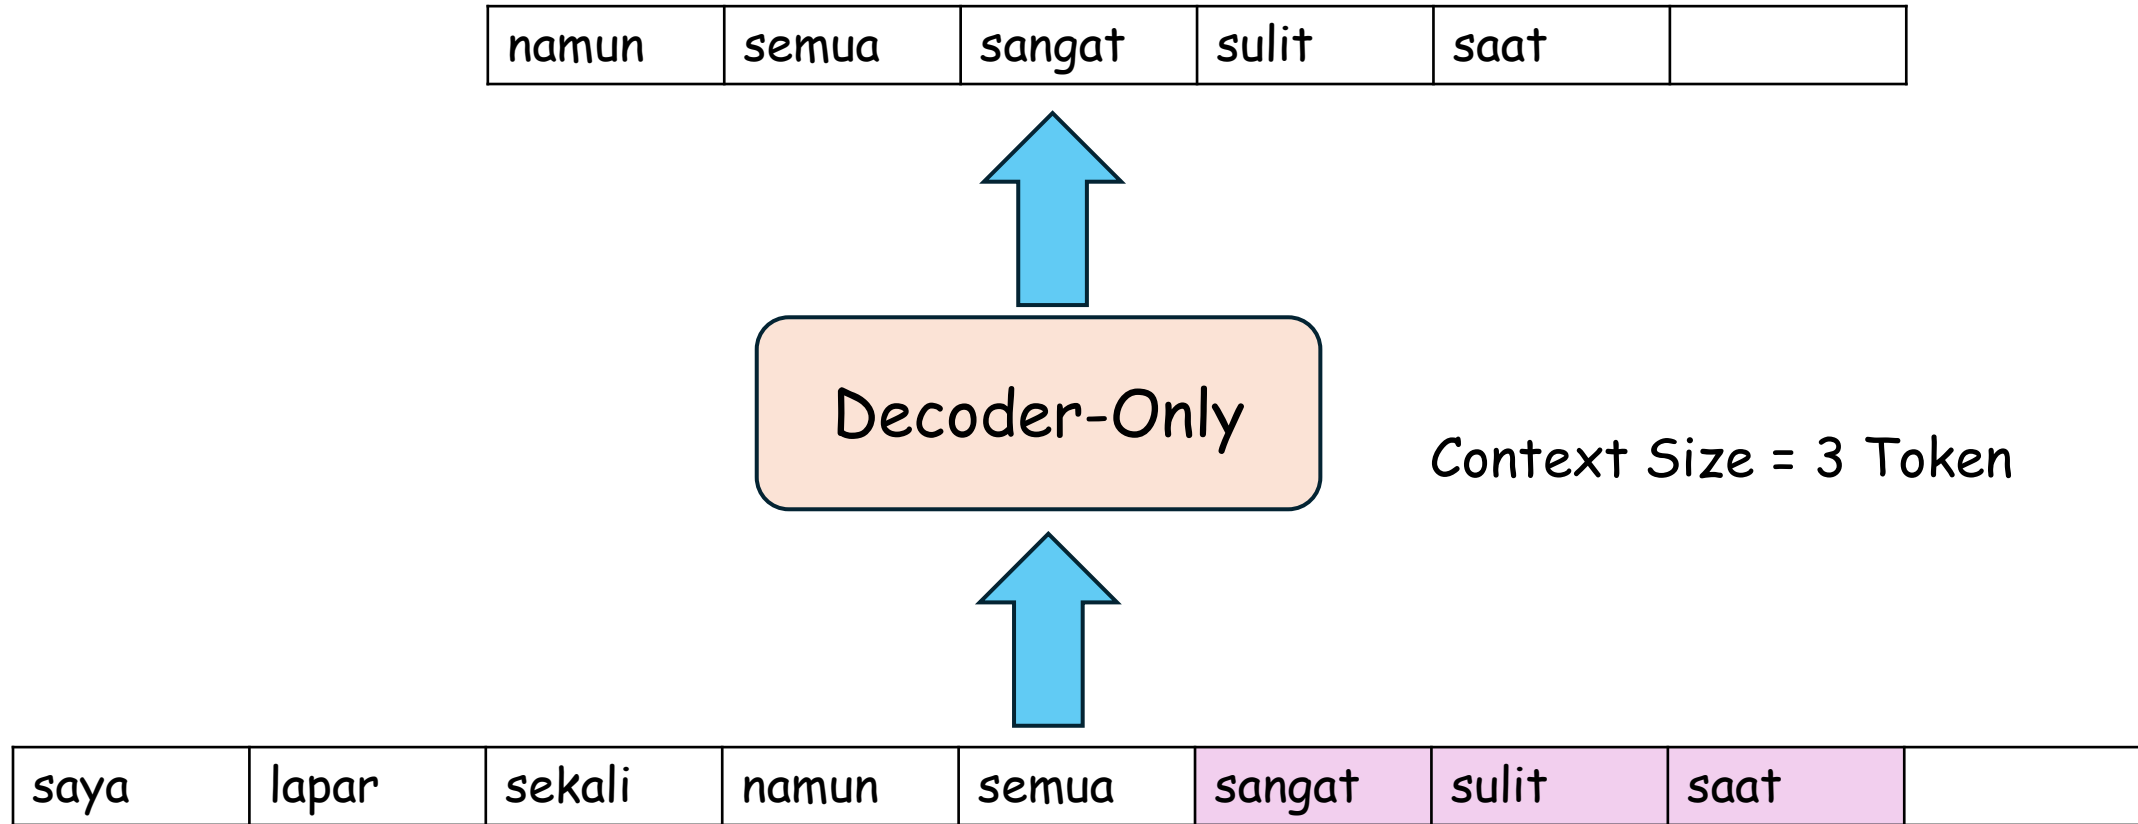 namun semua sangat sulit saat
Decoder-Only
Context Size = 3 Token
saya lapar sekali namun semua sangat sulit saat